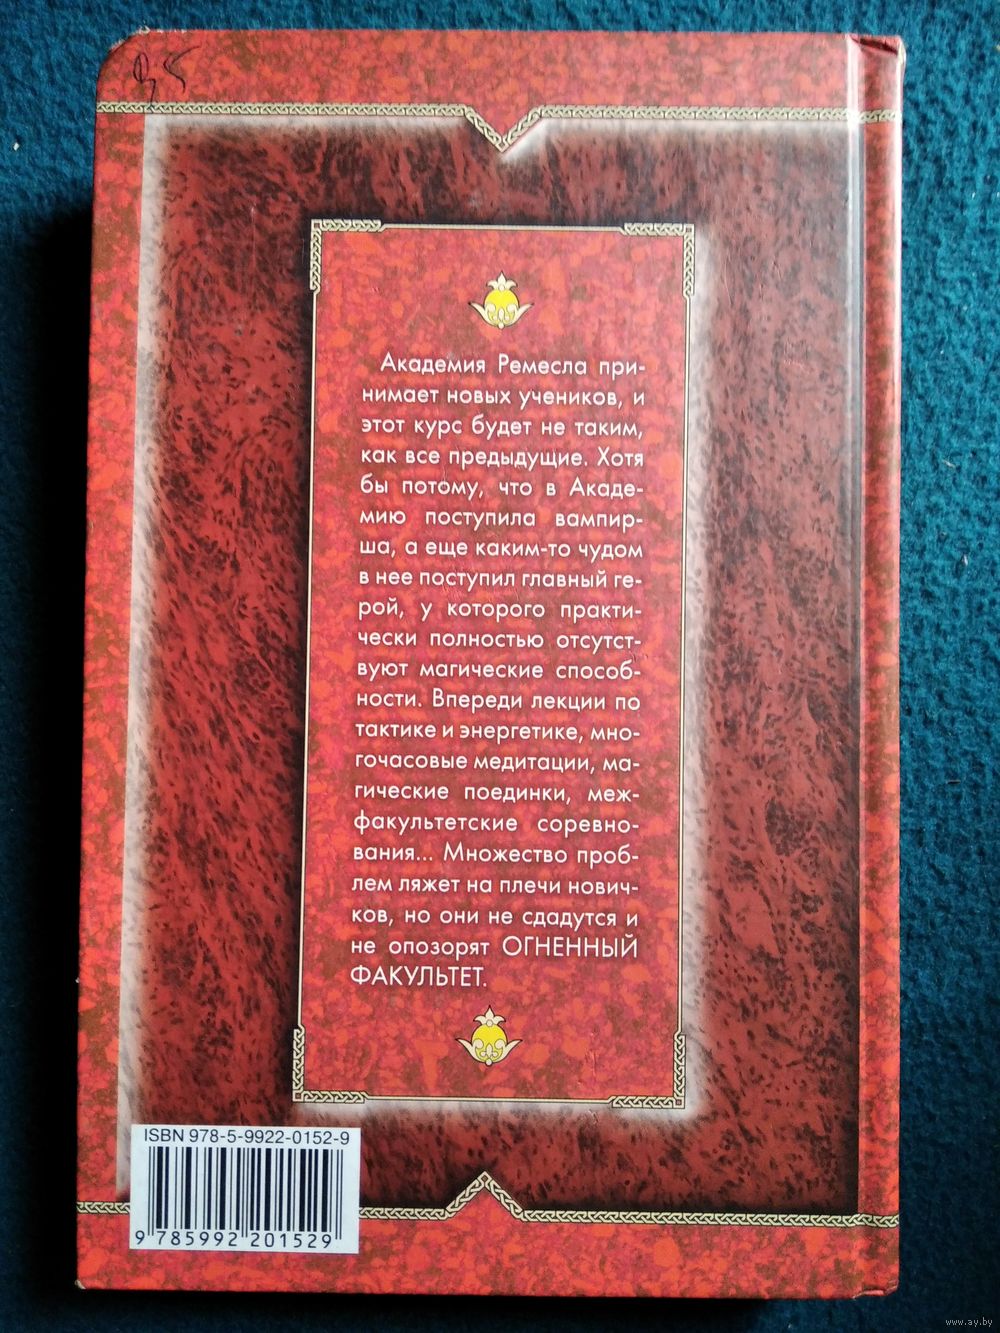 Академия Ремесла при-
нимает новых учеников, и
этот курс будет не таким,
как все предыдущие. Хотя
бы потому, что в Акаде-
мию поступила вампир-
ша, а еще каким-то чудом
в нее поступил главный ге-
рой, у которого практи-
чески полностью отсутст-
вуют магические способ-
ности. Впереди лекции по
тактике и энергетике, мно-
гочасовые медитации, ма-
гические поединки, меж-
факультетские соревно-
вания... Множество проб-
лем ляжет на плечи нович-
ков, но они не сдадутся и
не опозорят ОГНЕННЫЙ
ФАКУЛЬТЕТ.
ISBN 978-5-9922-0152-9
9 785992 201529
www.ay.by